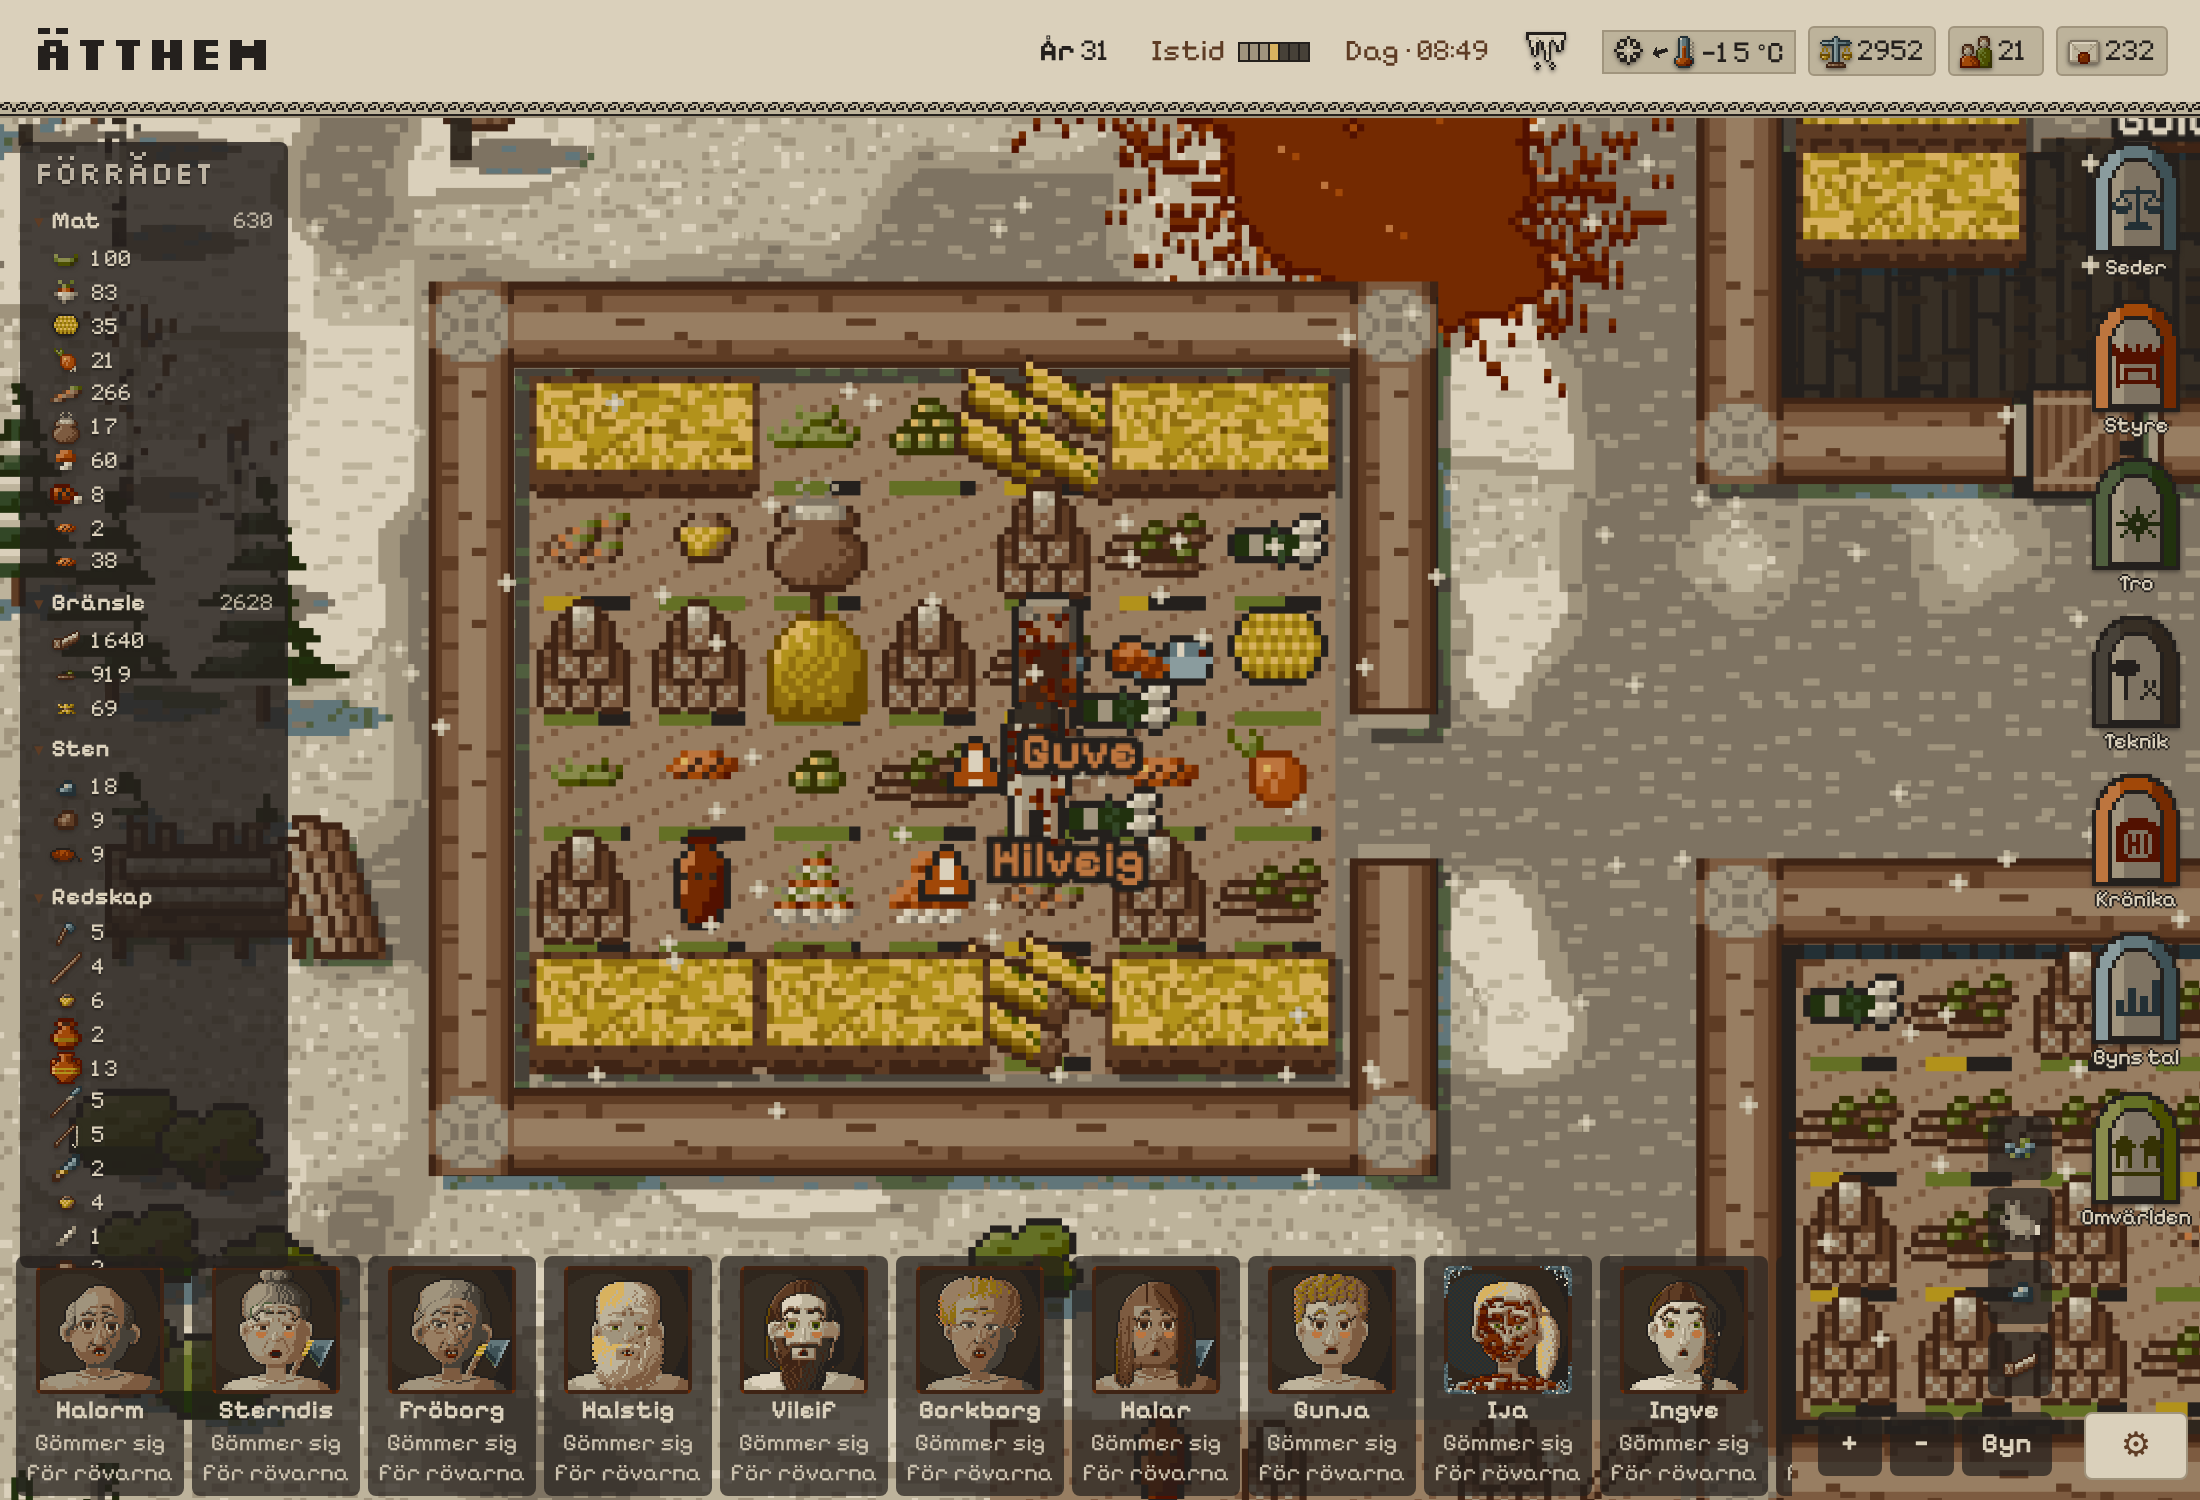 ÄTTHEM
År 31
Istid
Dag · 08:49
-15 °C
2952
21
232
FÖRRÅDET
Mat 630
100
83
35
21
266
17
60
8
2
38
Bränsle 2628
1640
919
69
Sten
18
9
9
Redskap
5
4
6
2
13
5
5
2
4
1
Guve
Hilveig
Seder
Styre
Tro
Teknik
Krönika
Byns tal
Omvärlden
Halorm
Gömmer sig
för rövarna
Sterndis
Gömmer sig
för rövarna
Fröborg
Gömmer sig
för rövarna
Halstig
Gömmer sig
för rövarna
Vileif
Gömmer sig
för rövarna
Borkborg
Gömmer sig
för rövarna
Halar
Gömmer sig
för rövarna
Gunja
Gömmer sig
för rövarna
Ija
Gömmer sig
för rövarna
Ingve
Gömmer sig
för rövarna
+ - Byn